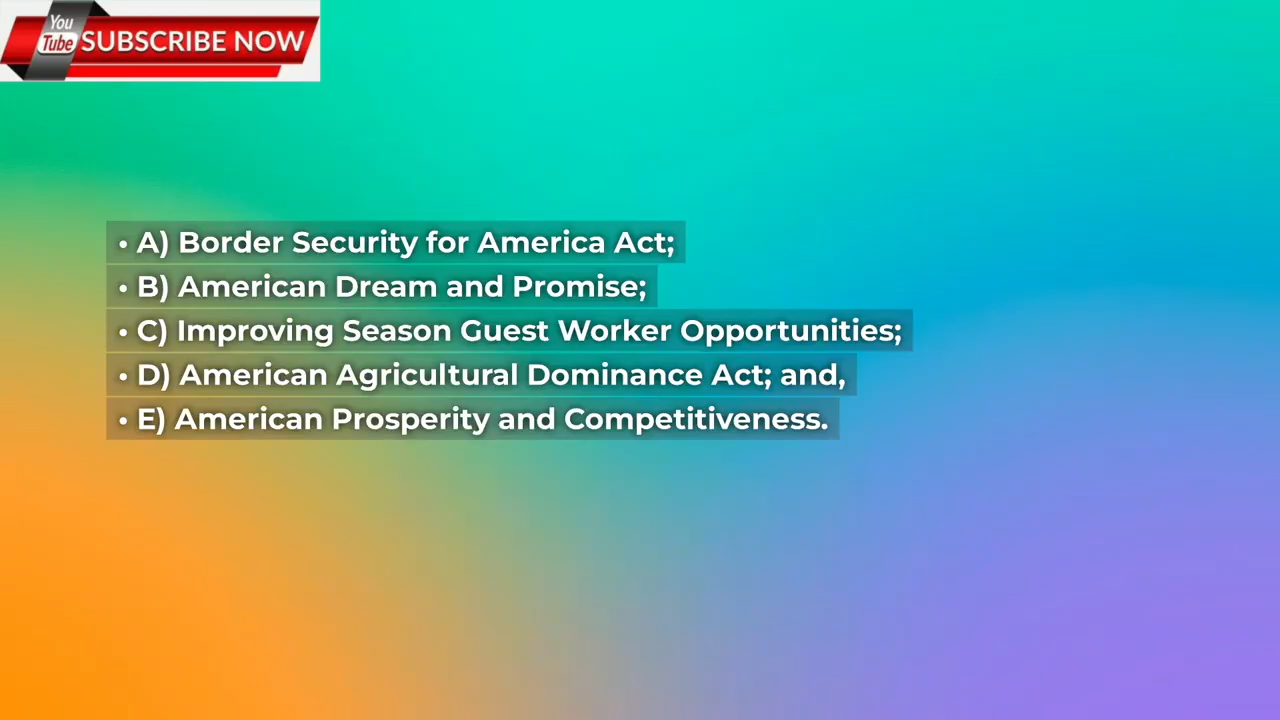 You
Tube SUBSCRIBE NOW
• A) Border Security for America Act;
• B) American Dream and Promise;
• C) Improving Season Guest Worker Opportunities;
• D) American Agricultural Dominance Act; and,
• E) American Prosperity and Competitiveness.